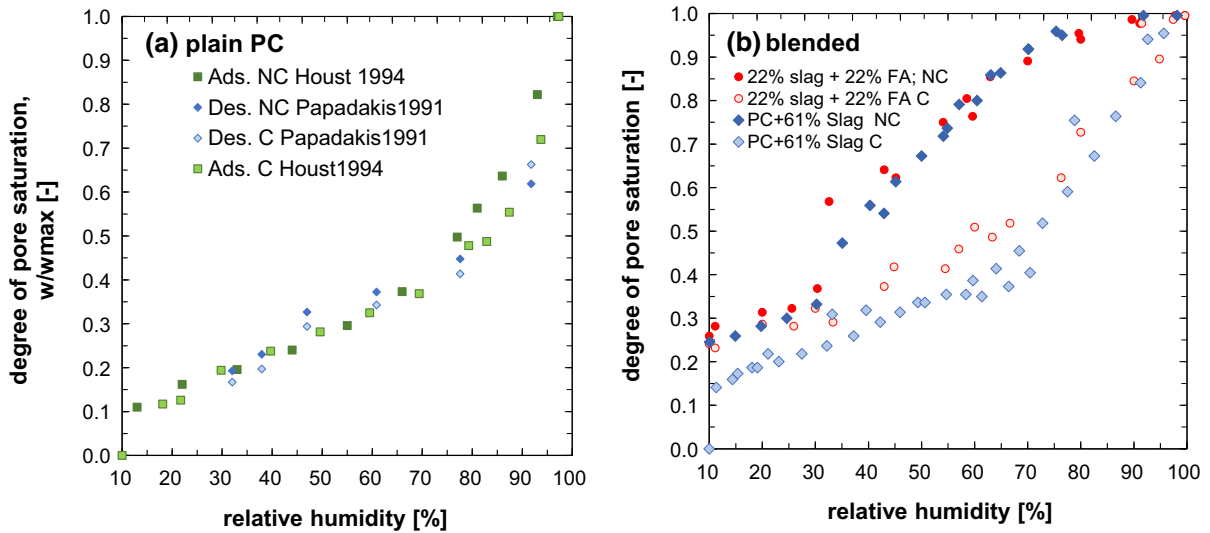 (a) plain PC
Ads. NC Houst 1994
Des. NC Papadakis1991
Des. C Papadakis1991
Ads. C Houst1994
degree of pore saturation,
w/wmax [-]
1.0
0.9
0.8
0.7
0.6
0.5
0.4
0.3
0.2
0.1
0.0
10 20 30 40 50 60 70 80 90 100
relative humidity [%]
(b) blended
22% slag + 22% FA; NC
22% slag + 22% FA C
PC+61% Slag NC
PC+61% Slag C
degree of pore saturation [-]
1.0
0.9
0.8
0.7
0.6
0.5
0.4
0.3
0.2
0.1
0.0
10 20 30 40 50 60 70 80 90 100
relative humidity [%]